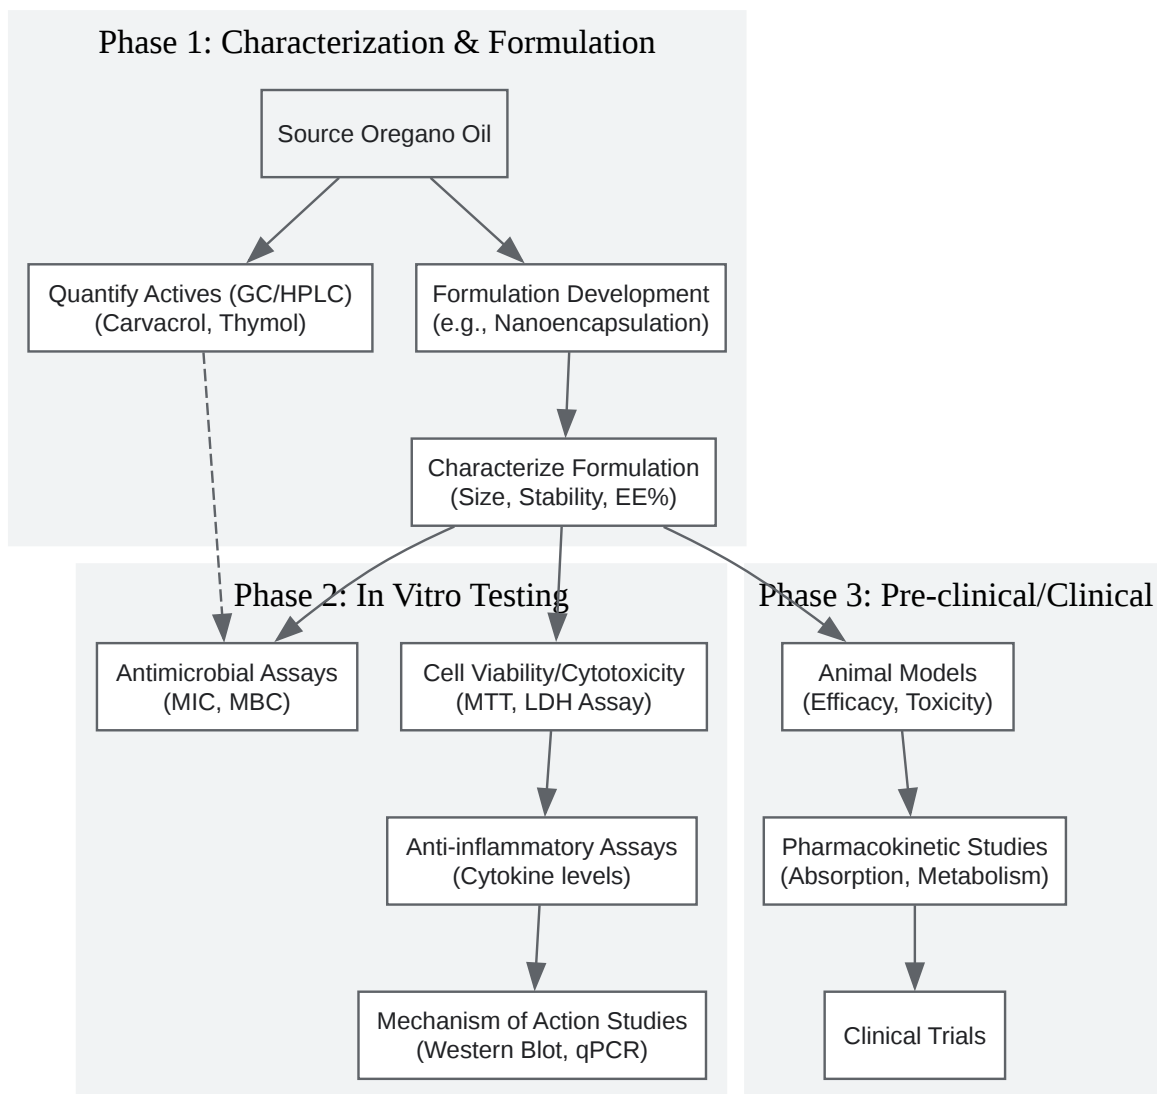 Phase 1: Characterization & Formulation
Source Oregano Oil
Quantify Actives (GC/HPLC)
(Carvacrol, Thymol)
Formulation Development
(e.g., Nanoencapsulation)
Characterize Formulation
(Size, Stability, EE%)
Phase 2: In Vitro Testing
Phase 3: Pre-clinical/Clinical
Antimicrobial Assays
(MIC, MBC)
Cell Viability/Cytotoxicity
(MTT, LDH Assay)
Animal Models
(Efficacy, Toxicity)
Anti-inflammatory Assays
(Cytokine levels)
Pharmacokinetic Studies
(Absorption, Metabolism)
Mechanism of Action Studies
(Western Blot, qPCR)
Clinical Trials